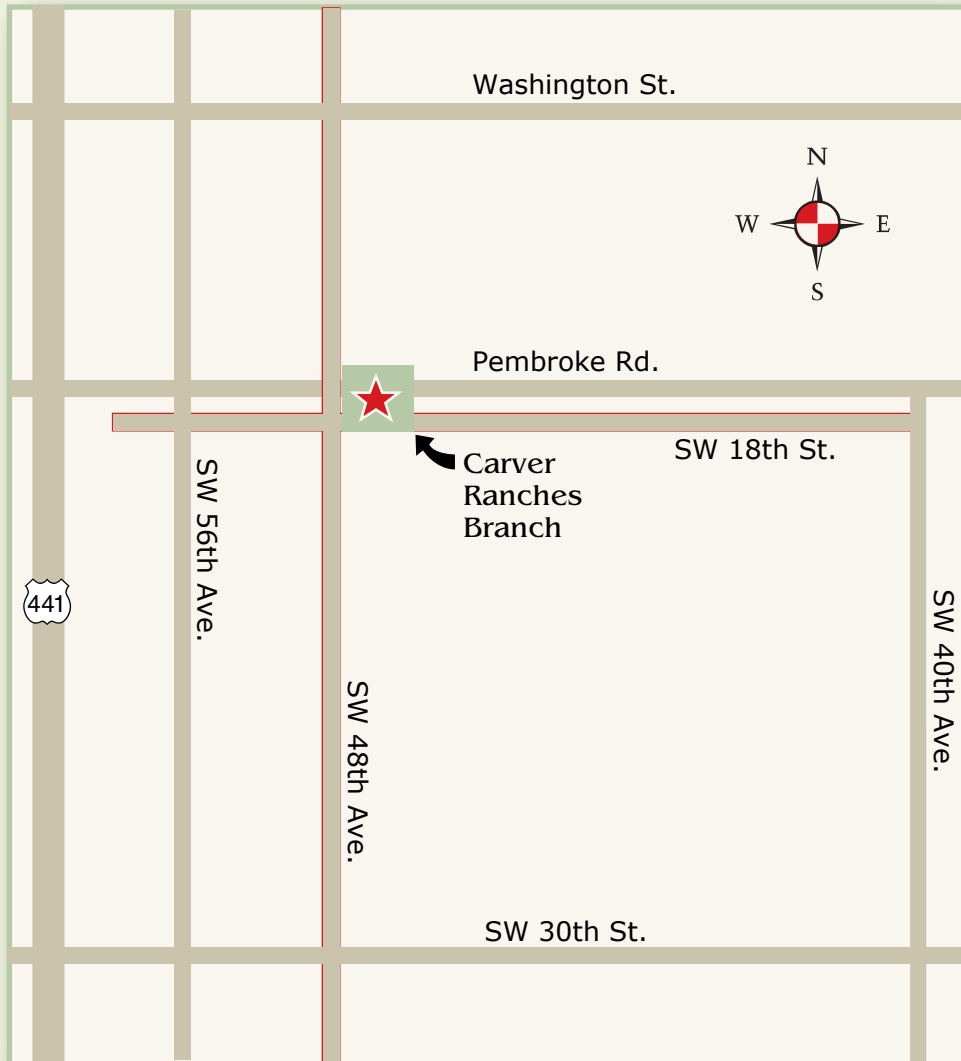 Washington St.
N
W
E
S
Pembroke Rd.
SW 18th St.
Carver
Ranches
Branch
SW 56th Ave.
441
SW 40th Ave.
SW 48th Ave.
SW 30th St.